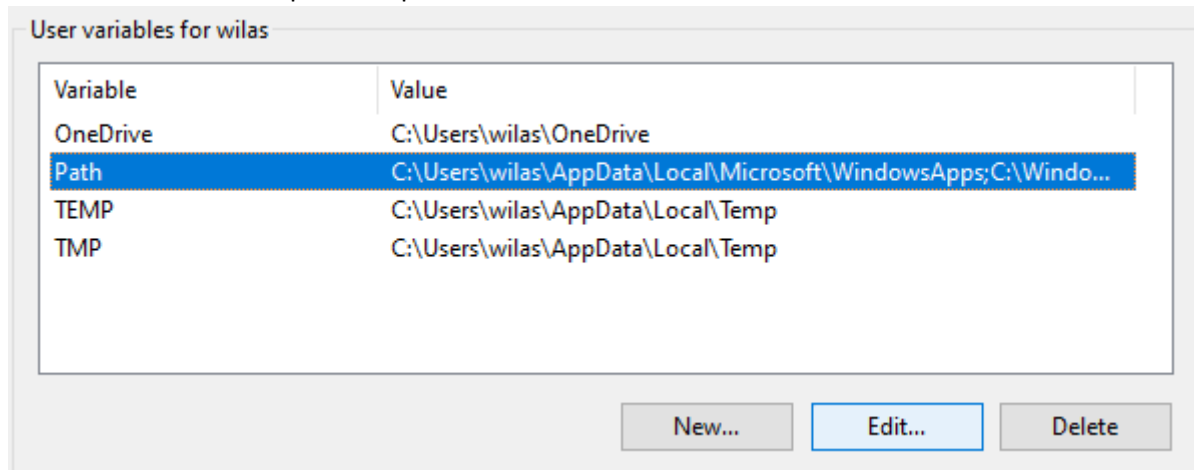 User variables for wilas
Variable Value
OneDrive C:\Users\wilas\OneDrive
Path C:\Users\wilas\AppData\Local\Microsoft\WindowsApps;C:\Windo...
TEMP C:\Users\wilas\AppData\Local\Temp
TMP C:\Users\wilas\AppData\Local\Temp
New... Edit... Delete